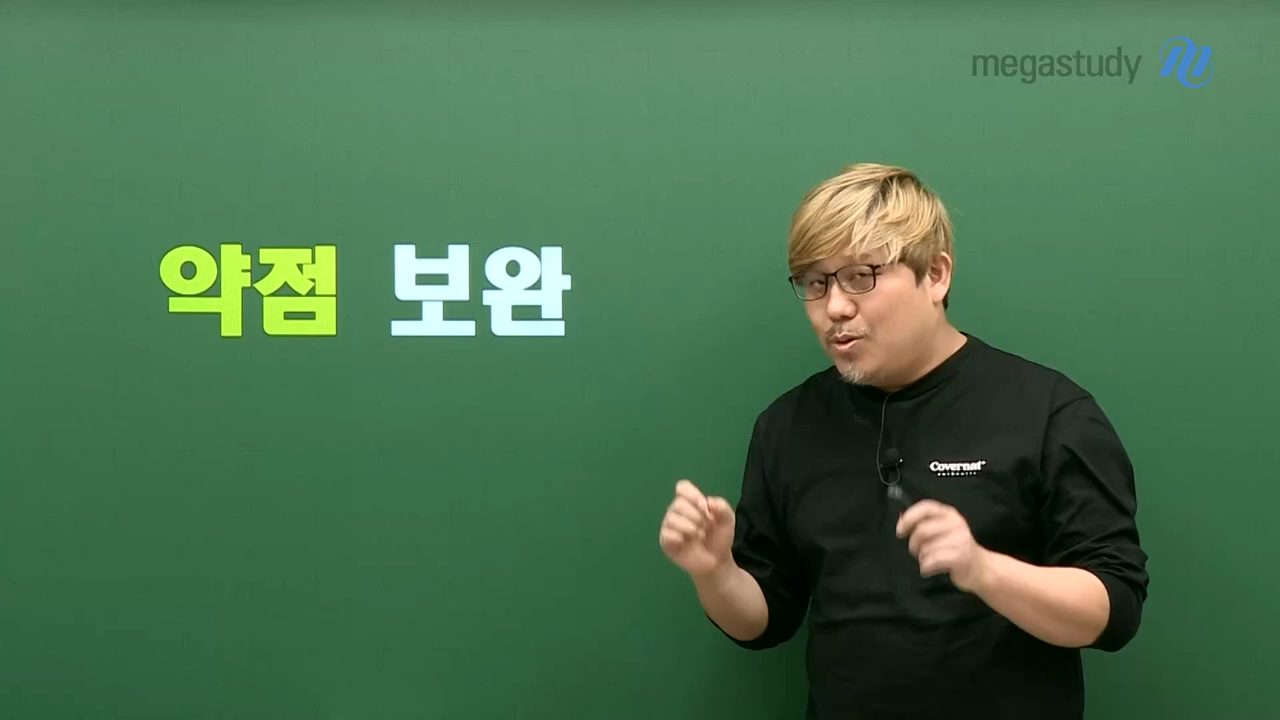 megastudy
약점 보완
Covernat